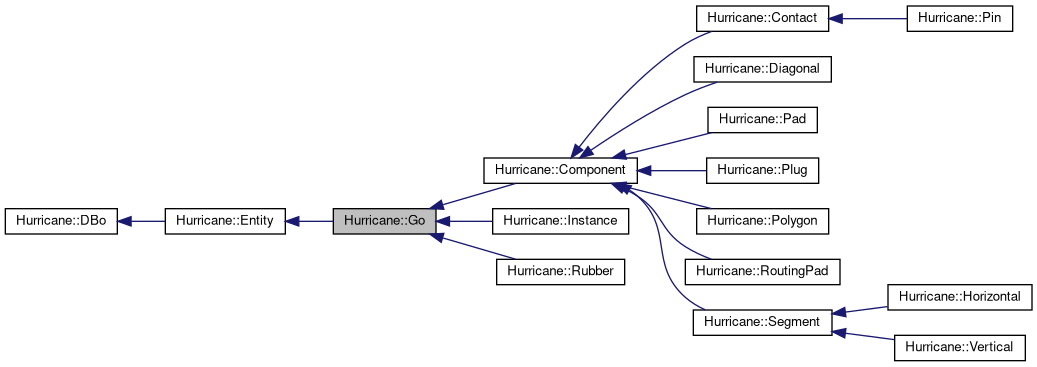 Hurricane::Contact
Hurricane::Pin
Hurricane::Diagonal
Hurricane::Pad
Hurricane::Component
Hurricane::Plug
Hurricane::DBo
Hurricane::Entity
Hurricane::Go
Hurricane::Instance
Hurricane::Polygon
Hurricane::Rubber
Hurricane::RoutingPad
Hurricane::Horizontal
Hurricane::Segment
Hurricane::Vertical